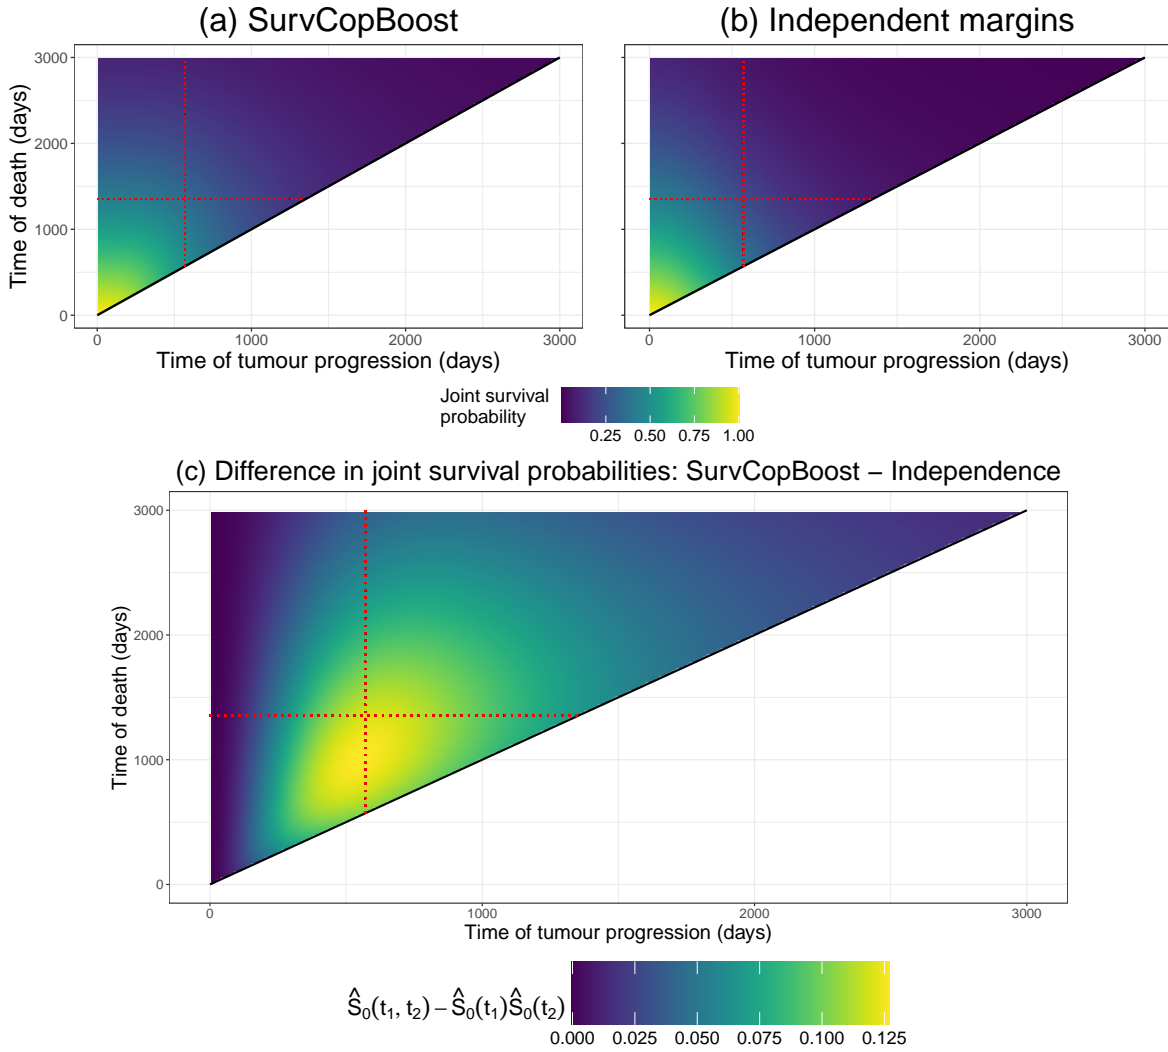 (a) SurvCopBoost
(b) Independent margins
Time of death (days)
3000
2000
1000
0
0 1000 2000 3000
Time of tumour progression (days)
0 1000 2000 3000
Time of tumour progression (days)
Joint survival
probability
0.25 0.50 0.75 1.00
(c) Difference in joint survival probabilities: SurvCopBoost − Independence
Time of death (days)
3000
2000
1000
0
0 1000 2000 3000
Time of tumour progression (days)
Ŝ₀(t₁, t₂) − Ŝ₀(t₁)Ŝ₀(t₂)
0.000 0.025 0.050 0.075 0.100 0.125